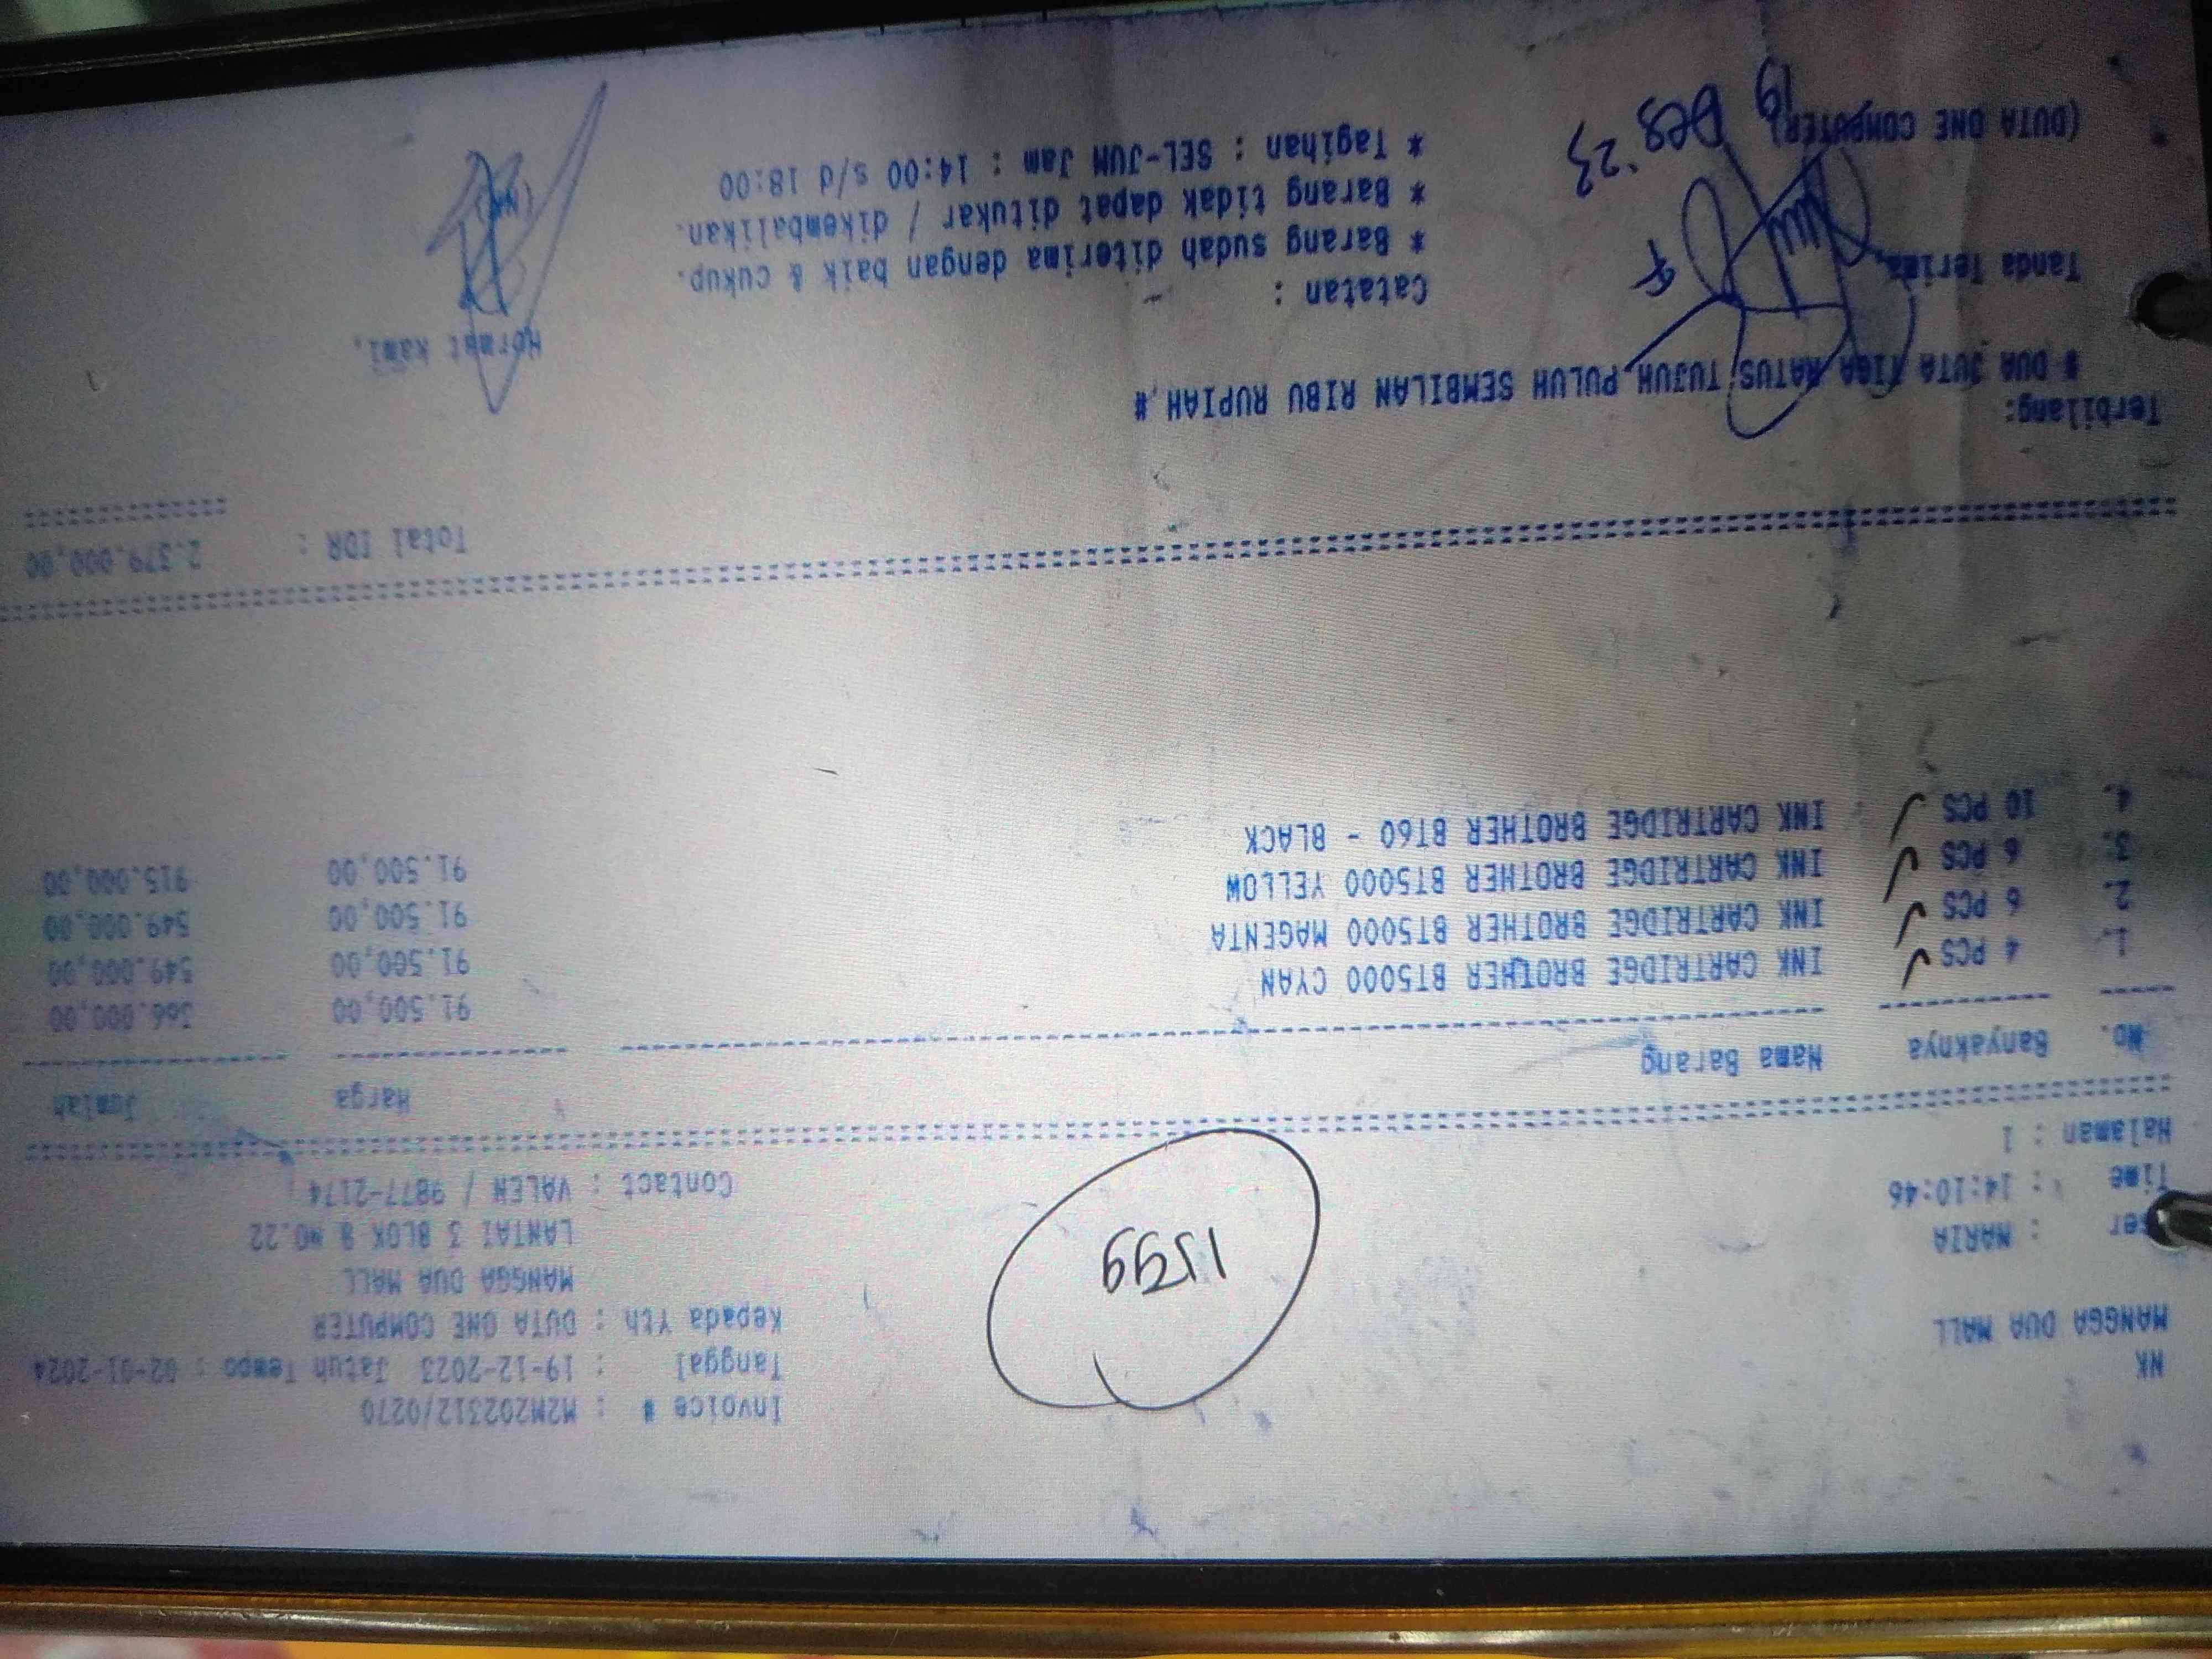 NK
MANGGA DUA MALL
Invoice # : M2M202312/0270
Tanggal : 19-12-2023 Jatuh Tempo : 02-01-2024
Kepada Yth : DUTA ONE COMPUTER
MANGGA DUA MALL
LANTAI 3 BLOK B NO.22
Contact : VALEN / 9877-2174
1599
ser : MARIA
Time : 14:10:46
Halaman : 1
No. Banyaknya Nama Barang Harga Jumlah
1. 4 PCS INK CARTRIDGE BROTHER BT5000 CYAN 91.500,00 366.000,00
2. 6 PCS INK CARTRIDGE BROTHER BT5000 MAGENTA 91.500,00 549.000,00
3. 6 PCS INK CARTRIDGE BROTHER BT5000 YELLOW 91.500,00 549.000,00
4. 10 PCS INK CARTRIDGE BROTHER BT60 - BLACK 91.500,00 915.000,00
Total IDR : 2.379.000,00
Terbilang:
# DUA JUTA TIGA RATUS TUJUH PULUH SEMBILAN RIBU RUPIAH #
Tanda Terima, Catatan : Hormat kami,
* Barang sudah diterima dengan baik & cukup.
* Barang tidak dapat ditukar / dikembalikan.
* Tagihan : SEL-JUM Jam : 14:00 s/d 18:00
(DUTA ONE COMPUTER) (NK)
19 Des '23